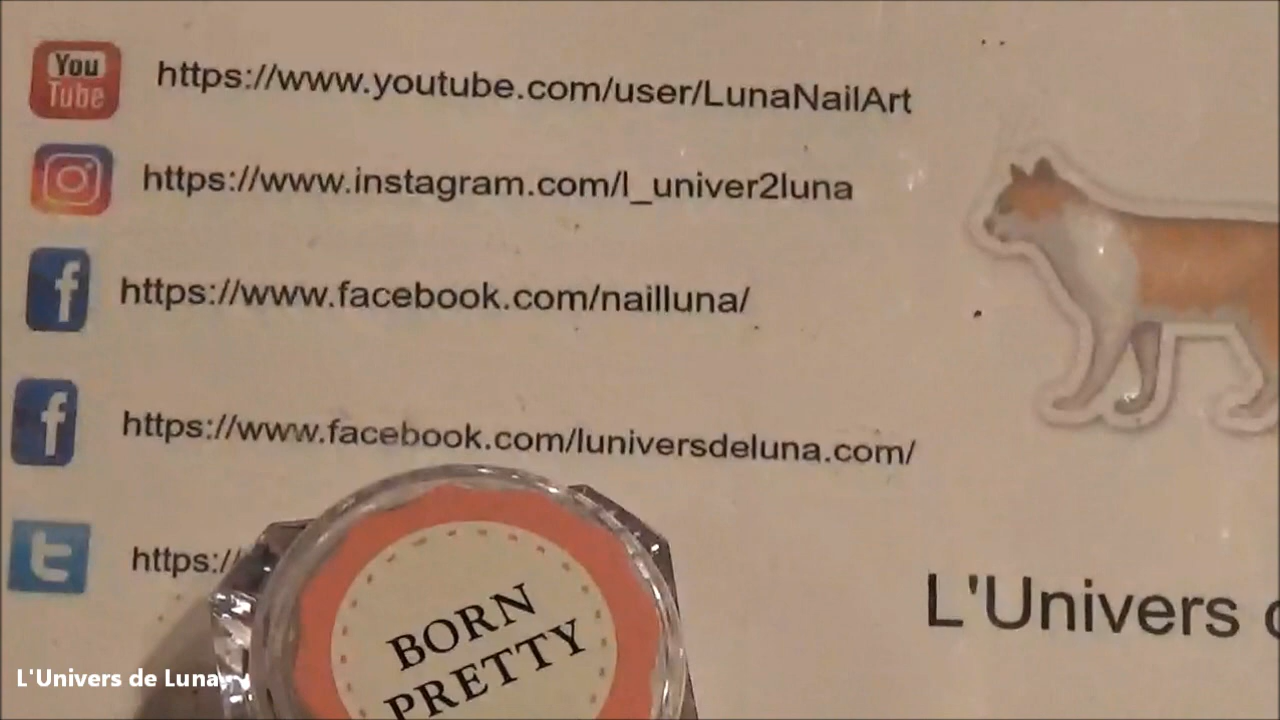 You
Tube
https://www.youtube.com/user/LunaNailArt
https://www.instagram.com/l_univer2luna
https://www.facebook.com/nailluna/
https://www.facebook.com/luniversdeluna.com/
https://
BORN
PRETTY
L'Univers
L'Univers de Luna